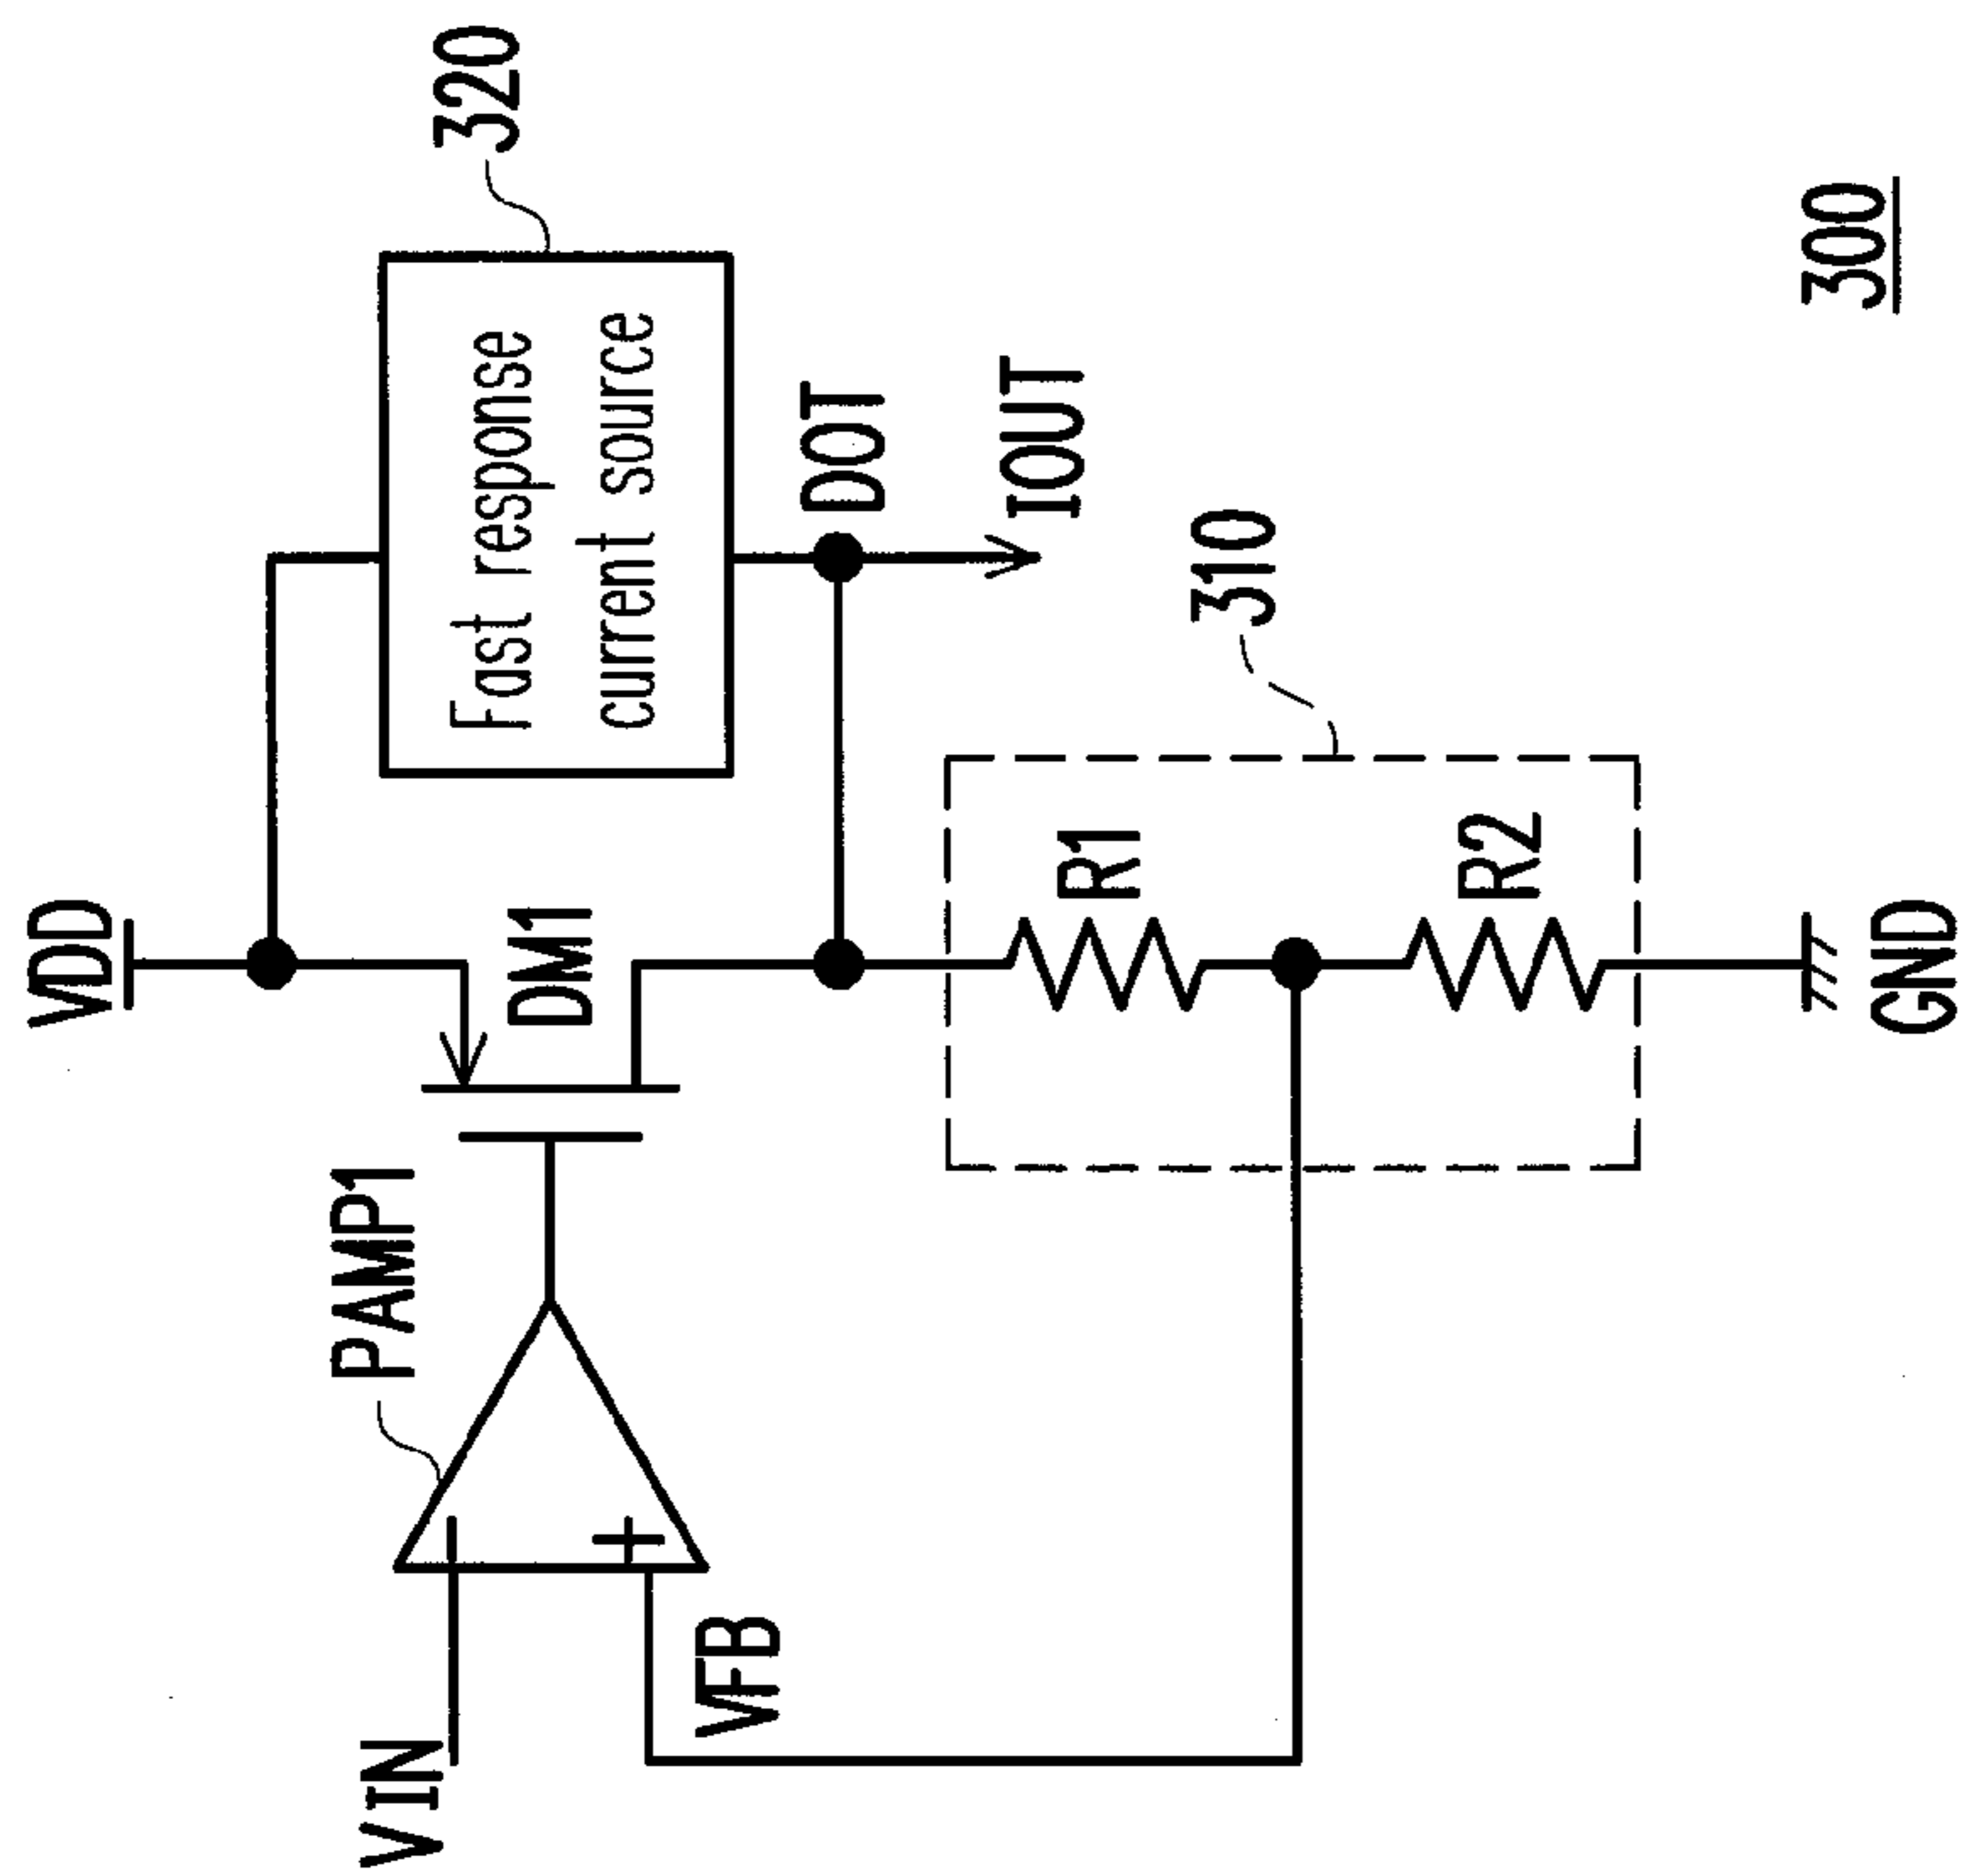 VDD
320
Fast response
current source
PAMP1
DM1
VIN
VFB
DOT
IOUT
310
R1
R2
GND
300